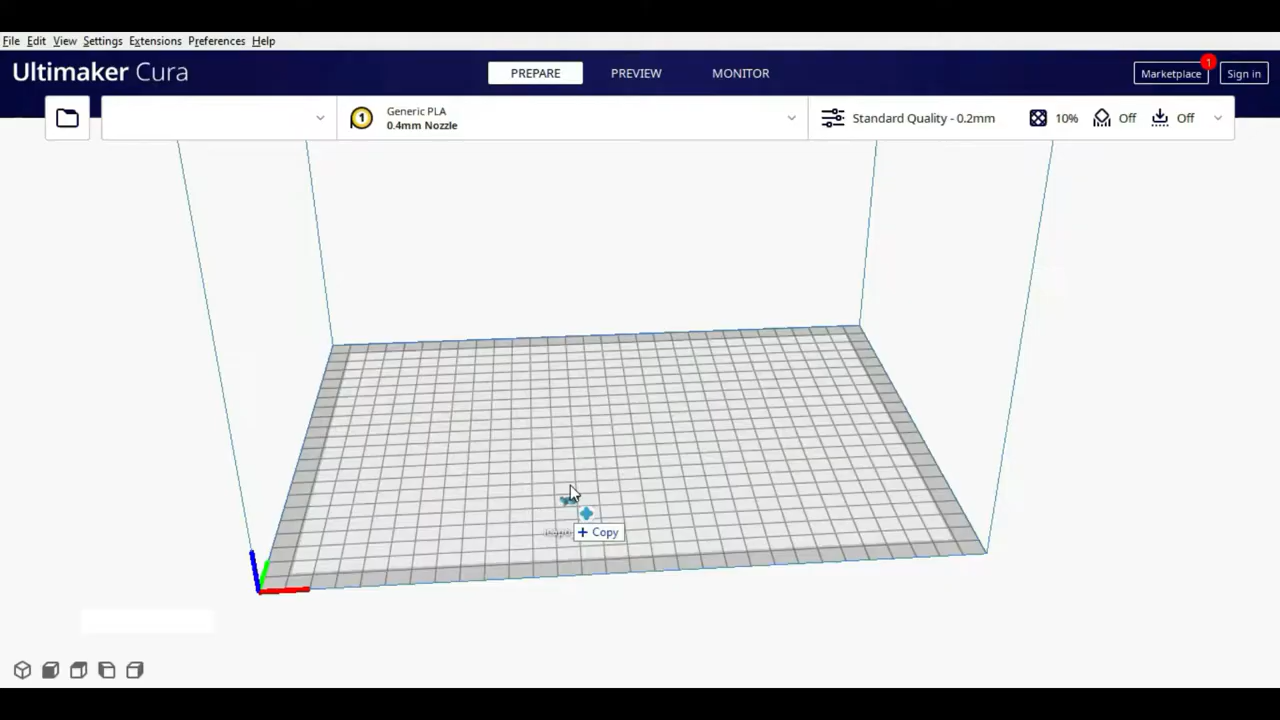 File Edit View Settings Extensions Preferences Help
Ultimaker Cura
PREPARE PREVIEW MONITOR
Marketplace 1 Sign in
Generic PLA
0.4mm Nozzle
Standard Quality - 0.2mm 10% Off Off
1
+ Copy